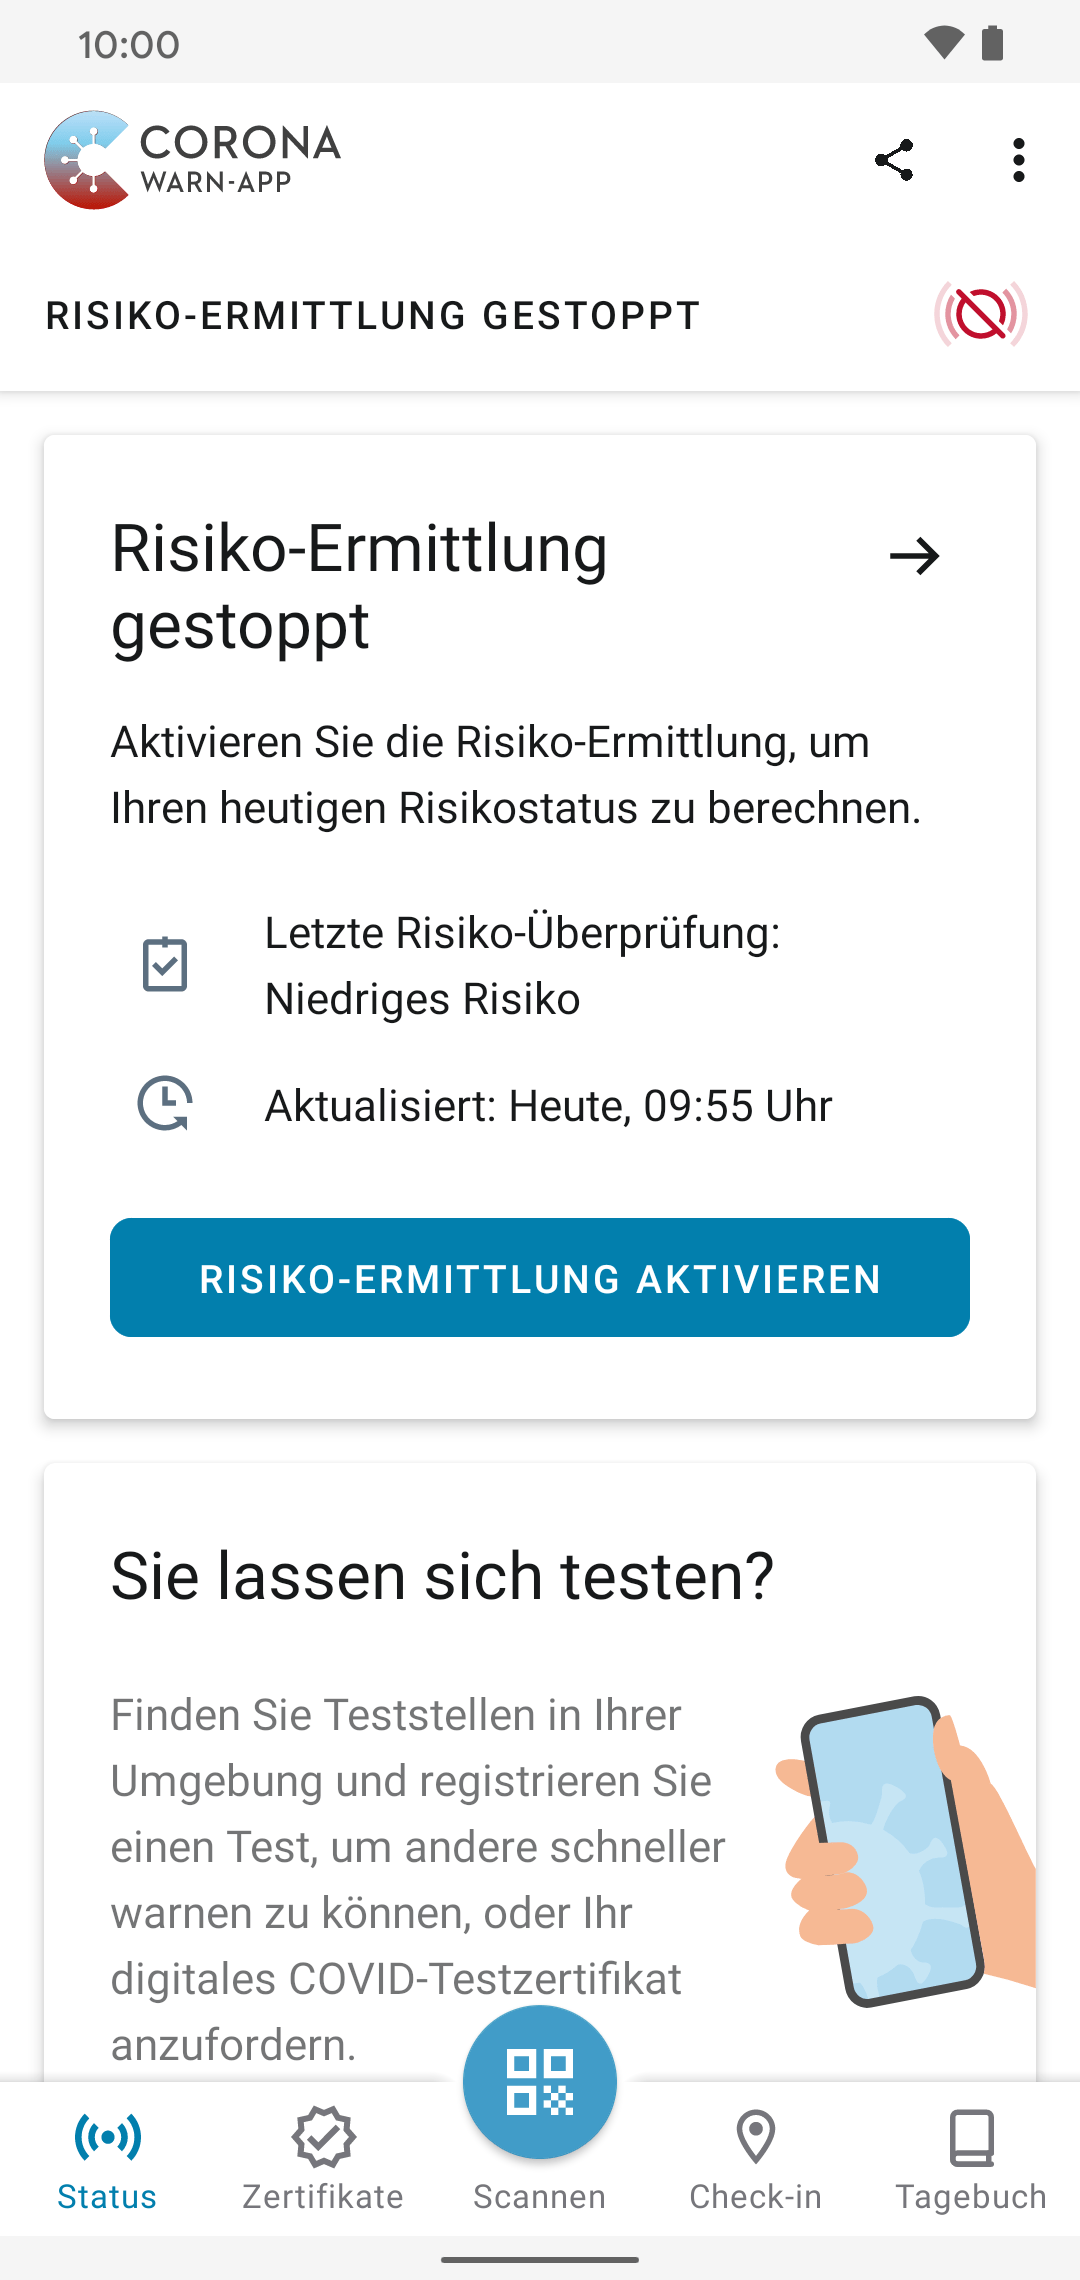 10:00
CORONA
WARN-APP
RISIKO-ERMITTLUNG GESTOPPT
Risiko-Ermittlung
gestoppt
Aktivieren Sie die Risiko-Ermittlung, um
Ihren heutigen Risikostatus zu berechnen.
Letzte Risiko-Überprüfung:
Niedriges Risiko
Aktualisiert: Heute, 09:55 Uhr
RISIKO-ERMITTLUNG AKTIVIEREN
Sie lassen sich testen?
Finden Sie Teststellen in Ihrer
Umgebung und registrieren Sie
einen Test, um andere schneller
warnen zu können, oder Ihr
digitales COVID-Testzertifikat
anzufordern.
Status
Zertifikate
Scannen
Check-in
Tagebuch